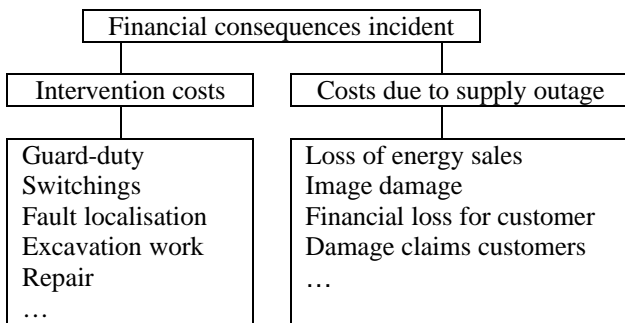 Financial consequences incident
Intervention costs
Costs due to supply outage
Guard-duty
Switchings
Fault localisation
Excavation work
Repair
…
Loss of energy sales
Image damage
Financial loss for customer
Damage claims customers
…